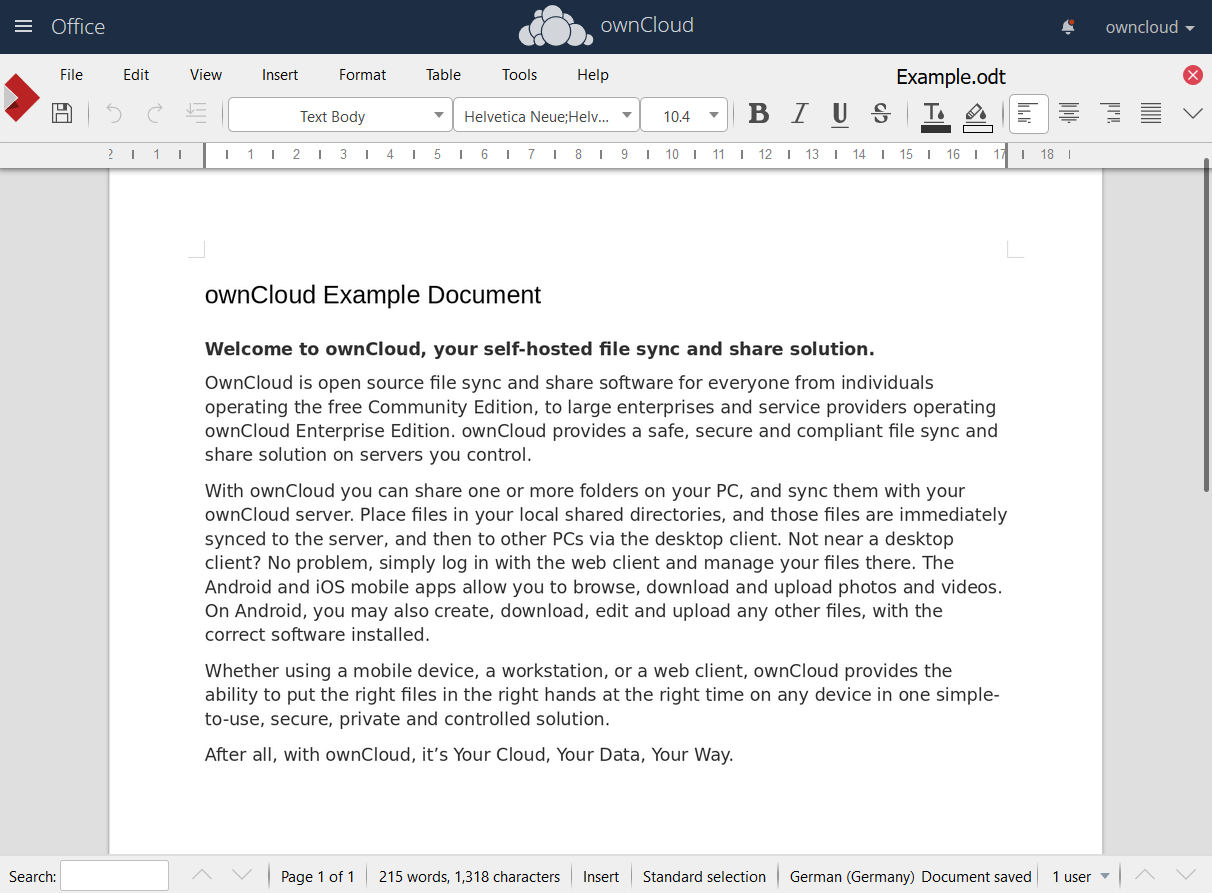 Office
ownCloud
owncloud
File Edit View Insert Format Table Tools Help
Example.odt
Text Body
Helvetica Neue;Helv...
10.4
B I U S T
2 1 1 2 3 4 5 6 7 8 9 10 11 12 13 14 15 16 17 18
ownCloud Example Document
Welcome to ownCloud, your self-hosted file sync and share solution.
OwnCloud is open source file sync and share software for everyone from individuals
operating the free Community Edition, to large enterprises and service providers operating
ownCloud Enterprise Edition. ownCloud provides a safe, secure and compliant file sync and
share solution on servers you control.
With ownCloud you can share one or more folders on your PC, and sync them with your
ownCloud server. Place files in your local shared directories, and those files are immediately
synced to the server, and then to other PCs via the desktop client. Not near a desktop
client? No problem, simply log in with the web client and manage your files there. The
Android and iOS mobile apps allow you to browse, download and upload photos and videos.
On Android, you may also create, download, edit and upload any other files, with the
correct software installed.
Whether using a mobile device, a workstation, or a web client, ownCloud provides the
ability to put the right files in the right hands at the right time on any device in one simple-
to-use, secure, private and controlled solution.
After all, with ownCloud, it’s Your Cloud, Your Data, Your Way.
Search: Page 1 of 1 215 words, 1,318 characters Insert Standard selection German (Germany) Document saved 1 user